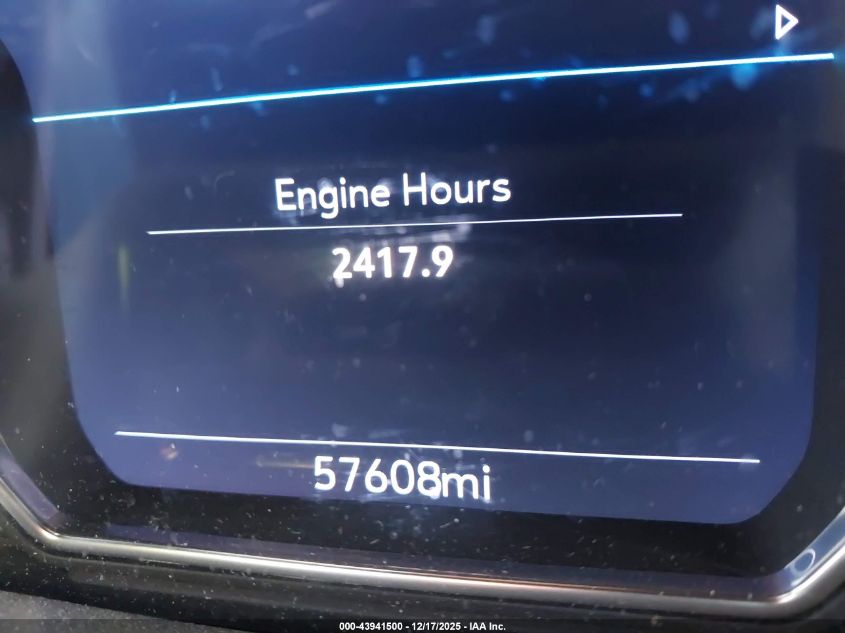 Engine Hours
2417.9
57608mi
000-43941500 - 12/17/2025 - IAA Inc.